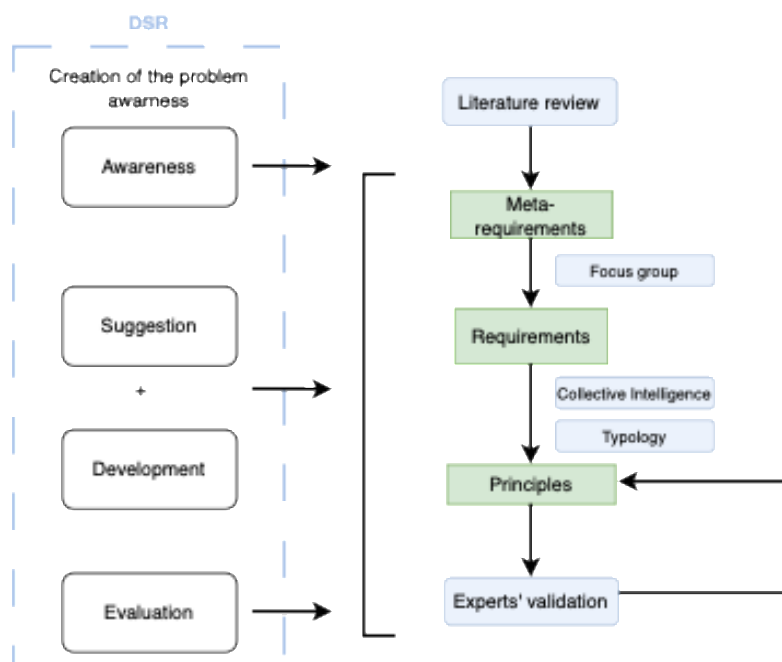 DSR
Creation of the problem
awarness
Awareness
Suggestion
+
Development
Evaluation
Literature review
Meta-
requirements
Focus group
Requirements
Collective Intelligence
Typology
Principles
Experts' validation